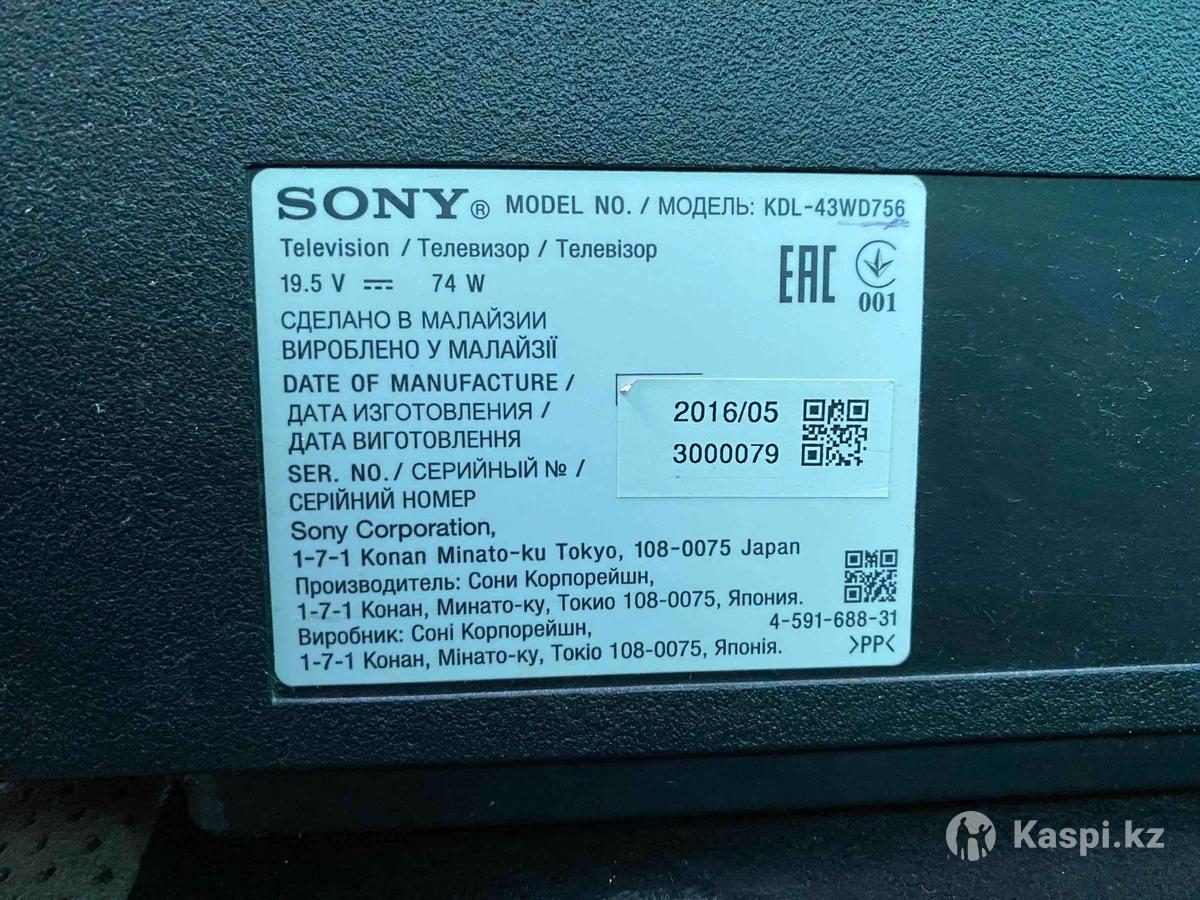 SONY® MODEL NO. / МОДЕЛЬ: KDL-43WD756
Television / Телевизор / Телевізор
19.5 V ⎓ 74 W
EAC
001
СДЕЛАНО В МАЛАЙЗИИ
ВИРОБЛЕНО У МАЛАЙЗІЇ
DATE OF MANUFACTURE /
ДАТА ИЗГОТОВЛЕНИЯ /
ДАТА ВИГОТОВЛЕННЯ
2016/05
3000079
SER. NO. / СЕРИЙНЫЙ № /
СЕРІЙНИЙ НОМЕР
Sony Corporation,
1-7-1 Konan Minato-ku Tokyo, 108-0075 Japan
Производитель: Сони Корпорейшн,
1-7-1 Конан, Минато-ку, Токио 108-0075, Япония.
Виробник: Соні Корпорейшн,
1-7-1 Конан, Мінато-ку, Токіо 108-0075, Японія.
4-591-688-31
>PP<
Kaspi.kz